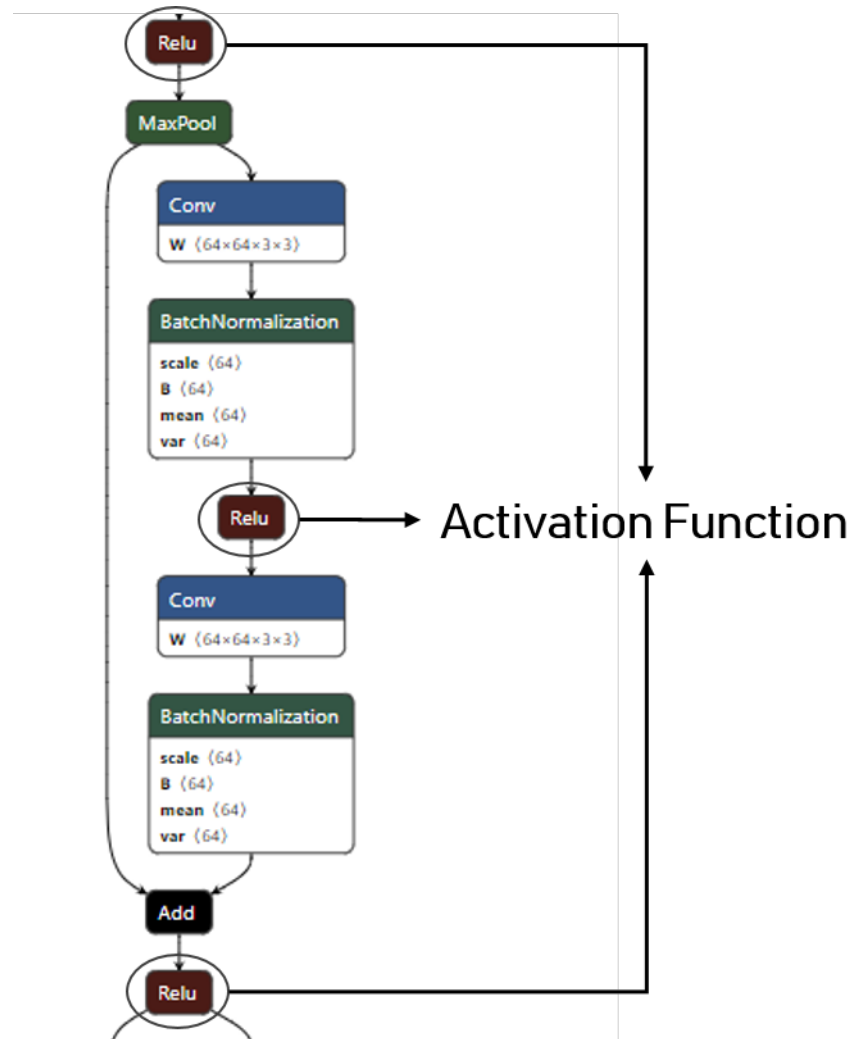 Relu
MaxPool
Conv
W ⟨64×64×3×3⟩
BatchNormalization
scale ⟨64⟩
B ⟨64⟩
mean ⟨64⟩
var ⟨64⟩
Relu
Activation Function
Conv
W ⟨64×64×3×3⟩
BatchNormalization
scale ⟨64⟩
B ⟨64⟩
mean ⟨64⟩
var ⟨64⟩
Add
Relu